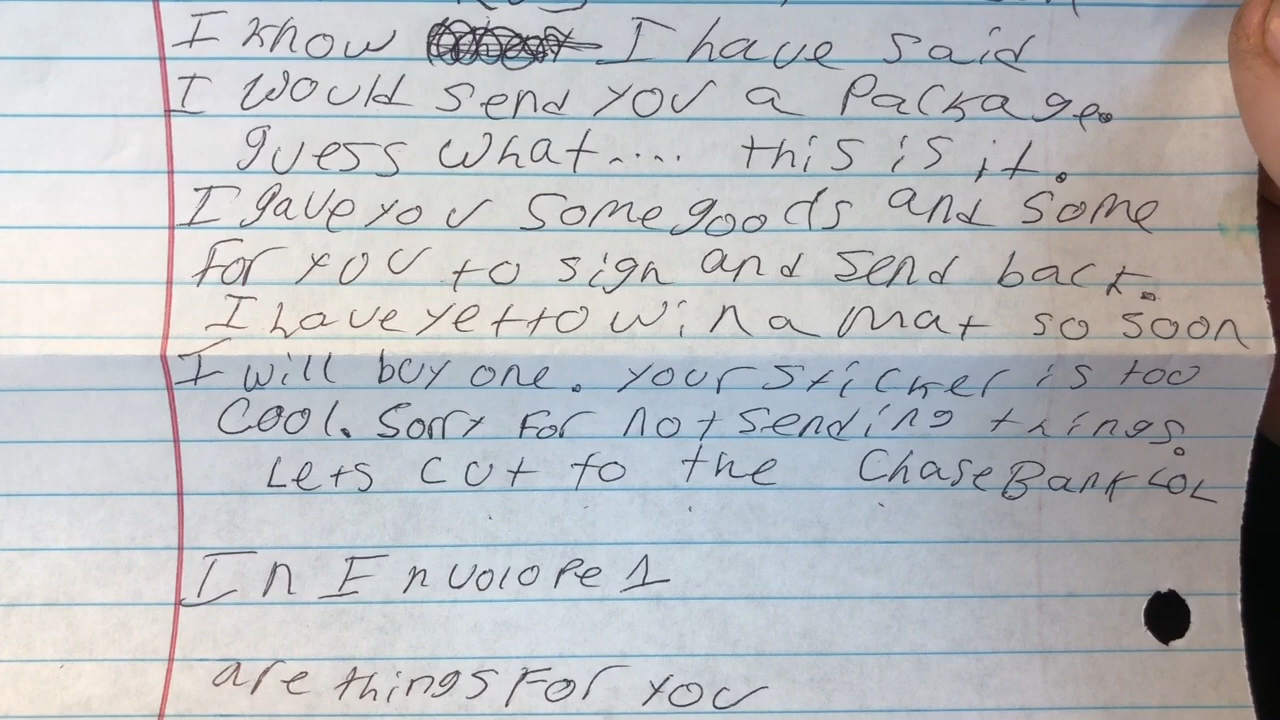 I know I have said
I would send you a Package.
guess what.... this is it.
I gave you some goods and some
for you to sign and send back.
I have yet to win a mat so soon
I will buy one. your sticker is too
cool. Sorry for not sending things.
Lets cut to the Chase Bank LOL
In Envolope 1
are things for you